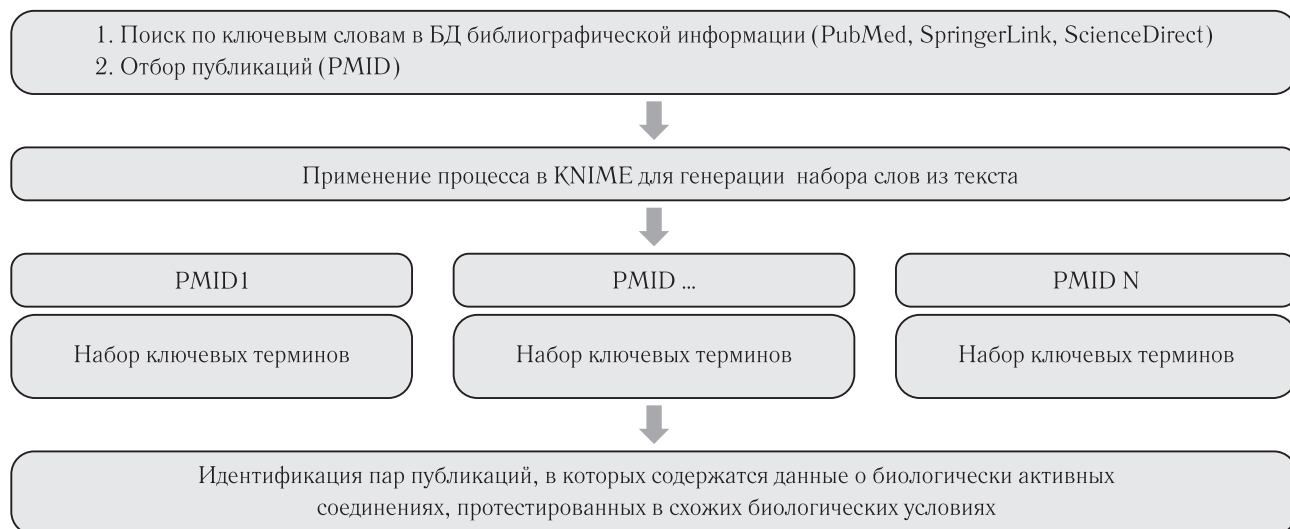 1. Поиск по ключевым словам в БД библиографической информации (PubMed, SpringerLink, ScienceDirect)
2. Отбор публикаций (PMID)
Применение процесса в KNIME для генерации набора слов из текста
PMID1
PMID ...
PMID N
Набор ключевых терминов
Набор ключевых терминов
Набор ключевых терминов
Идентификация пар публикаций, в которых содержатся данные о биологически активных
соединениях, протестированных в схожих биологических условиях